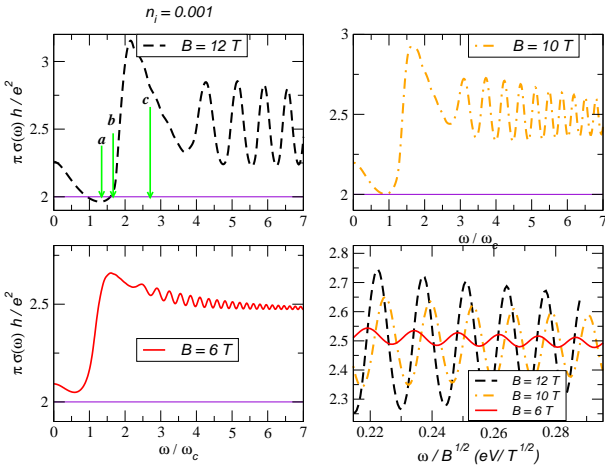 n_i = 0.001
π σ(ω) h / e²
3
2.5
2
0 1 2 3 4 5 6 7
B = 12 T
a
b
c
3
2.5
2
0 1 2 3 4 5 6 7
ω / ω_c
B = 10 T
π σ(ω) h / e²
2.5
2
0 1 2 3 4 5 6 7
ω / ω_c
B = 6 T
2.8
2.7
2.6
2.5
2.4
2.3
0.22 0.24 0.26 0.28
ω / B^1/2 (eV/T^1/2)
B = 12 T
B = 10 T
B = 6 T